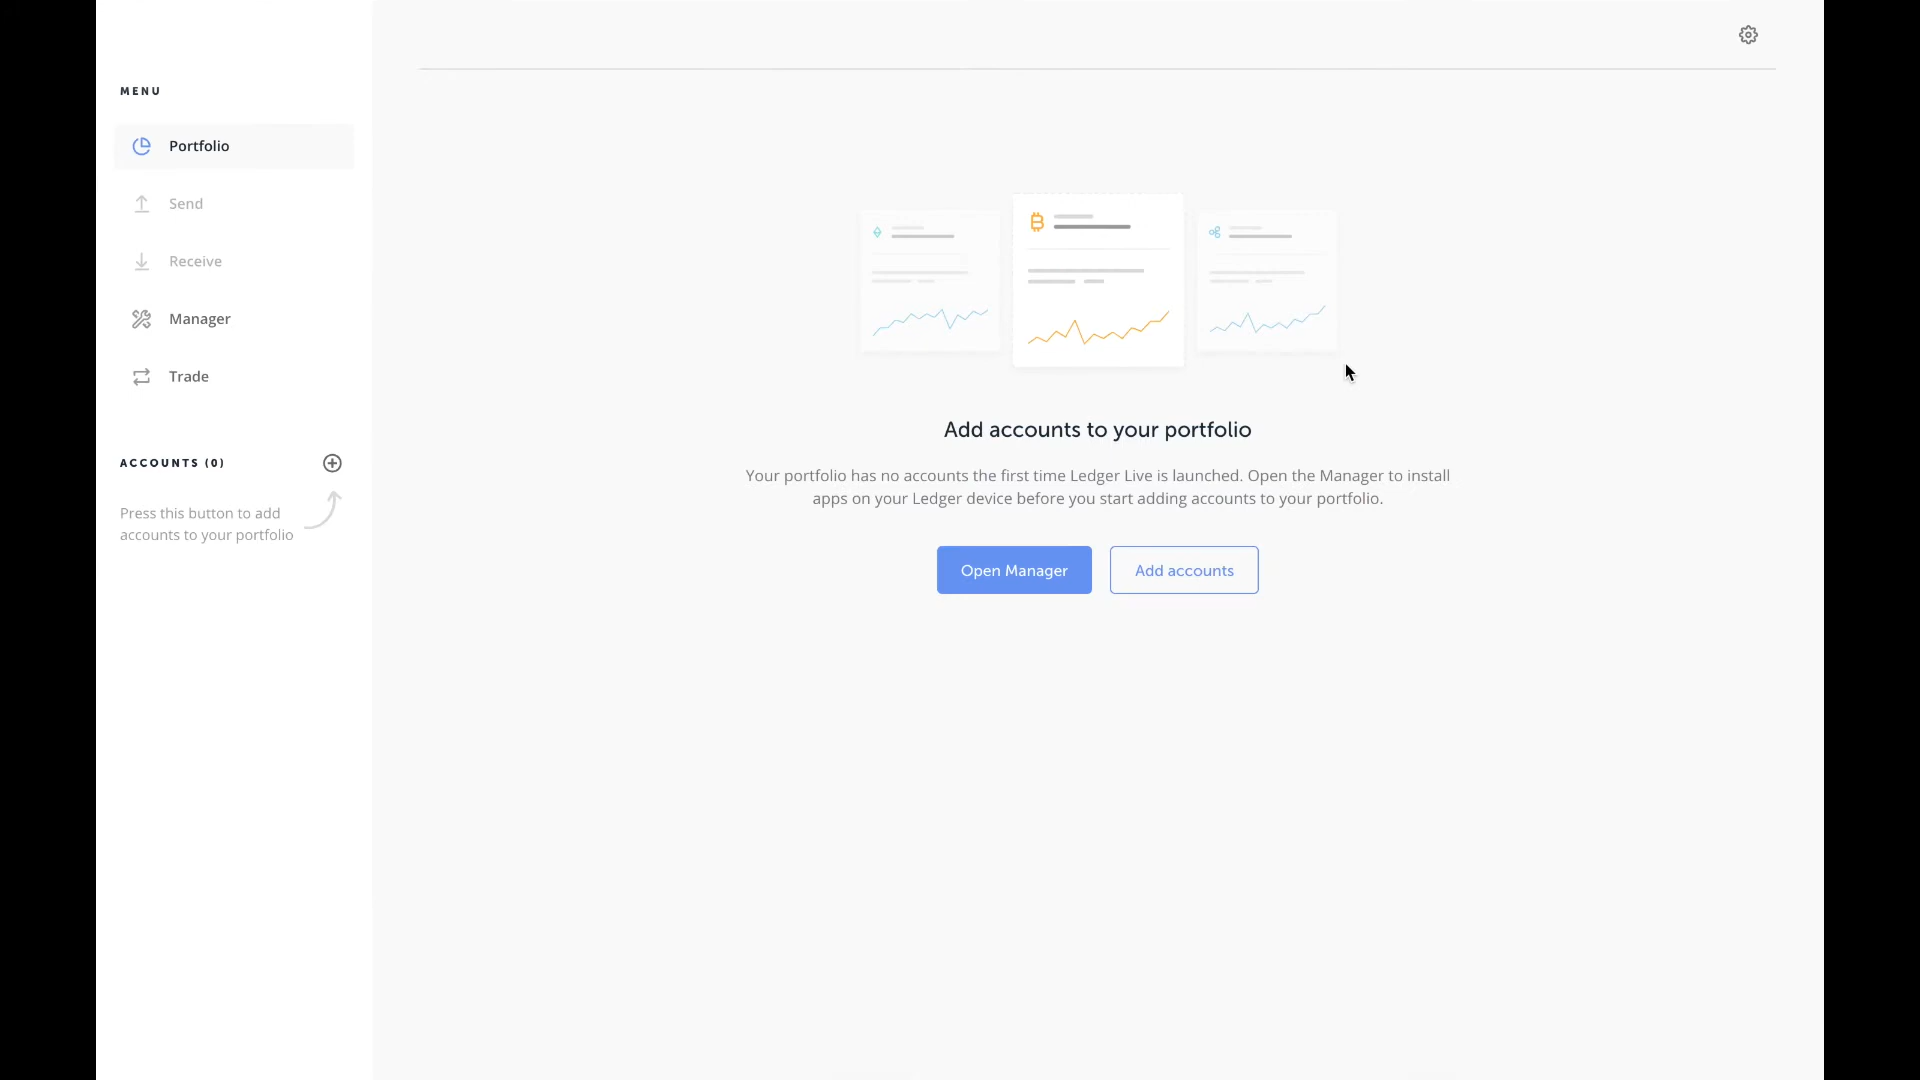 MENU
Portfolio
Send
Receive
Manager
Trade
ACCOUNTS (0)
Press this button to add
accounts to your portfolio
Add accounts to your portfolio
Your portfolio has no accounts the first time Ledger Live is launched. Open the Manager to install
apps on your Ledger device before you start adding accounts to your portfolio.
Open Manager
Add accounts